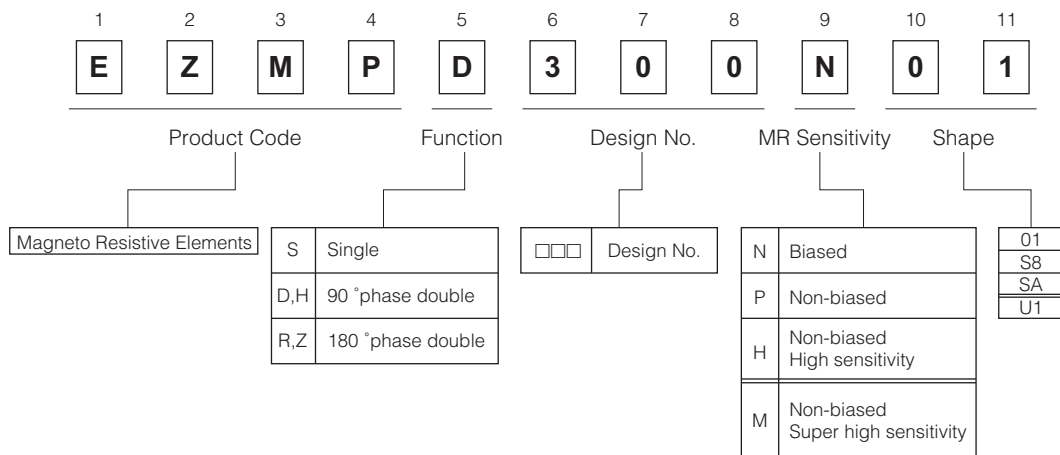 1 2 3 4 5 6 7 8 9 10 11
E Z M P D 3 0 0 N 0 1
Product Code Function Design No. MR Sensitivity Shape
Magneto Resistive Elements
S Single
D,H 90 ˚phase double
R,Z 180 ˚phase double
□□□ Design No.
N Biased
P Non-biased
H Non-biased
High sensitivity
M Non-biased
Super high sensitivity
01
S8
SA
U1